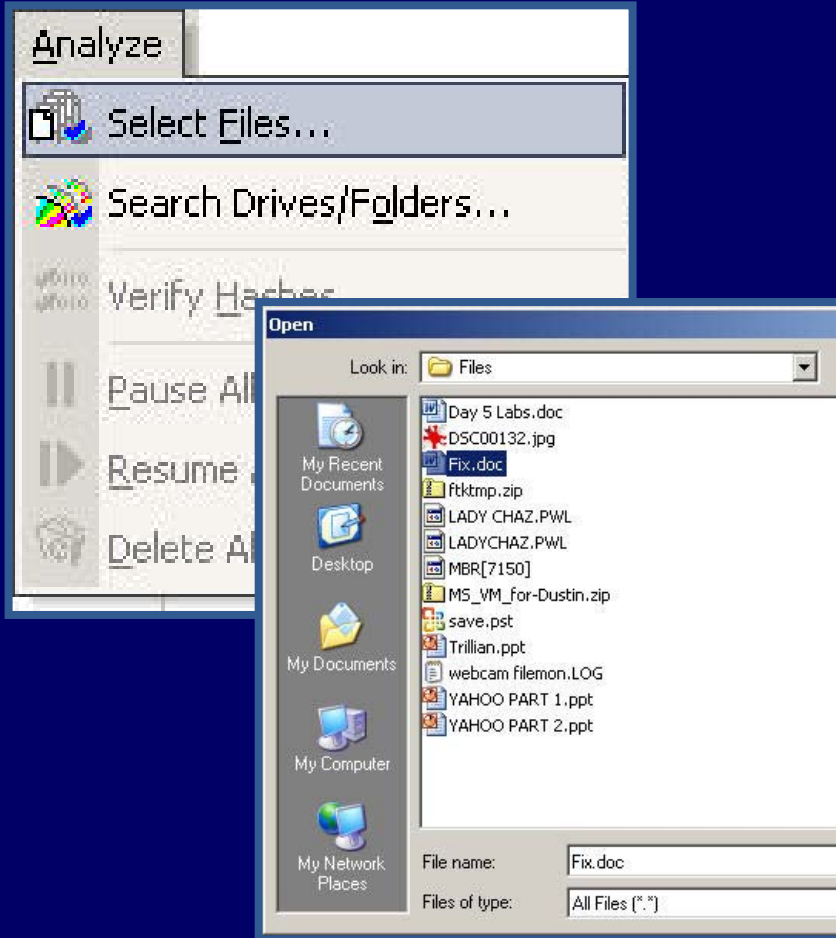 Analyze
Select Files...
Search Drives/Folders...
Verify Hashes
Pause All
Resume
Delete
Open
Look in: Files
My Recent Documents
Desktop
My Documents
My Computer
My Network Places
Day 5 Labs.doc
DSC00132.jpg
Fix.doc
ftktmp.zip
LADY CHAZ.PWL
LADYCHAZ.PWL
MBR[7150]
MS_VM_for-Dustin.zip
save.pst
Trillian.ppt
webcam filemon.LOG
YAHOO PART 1.ppt
YAHOO PART 2.ppt
File name: Fix.doc
Files of type: All Files (*.*)